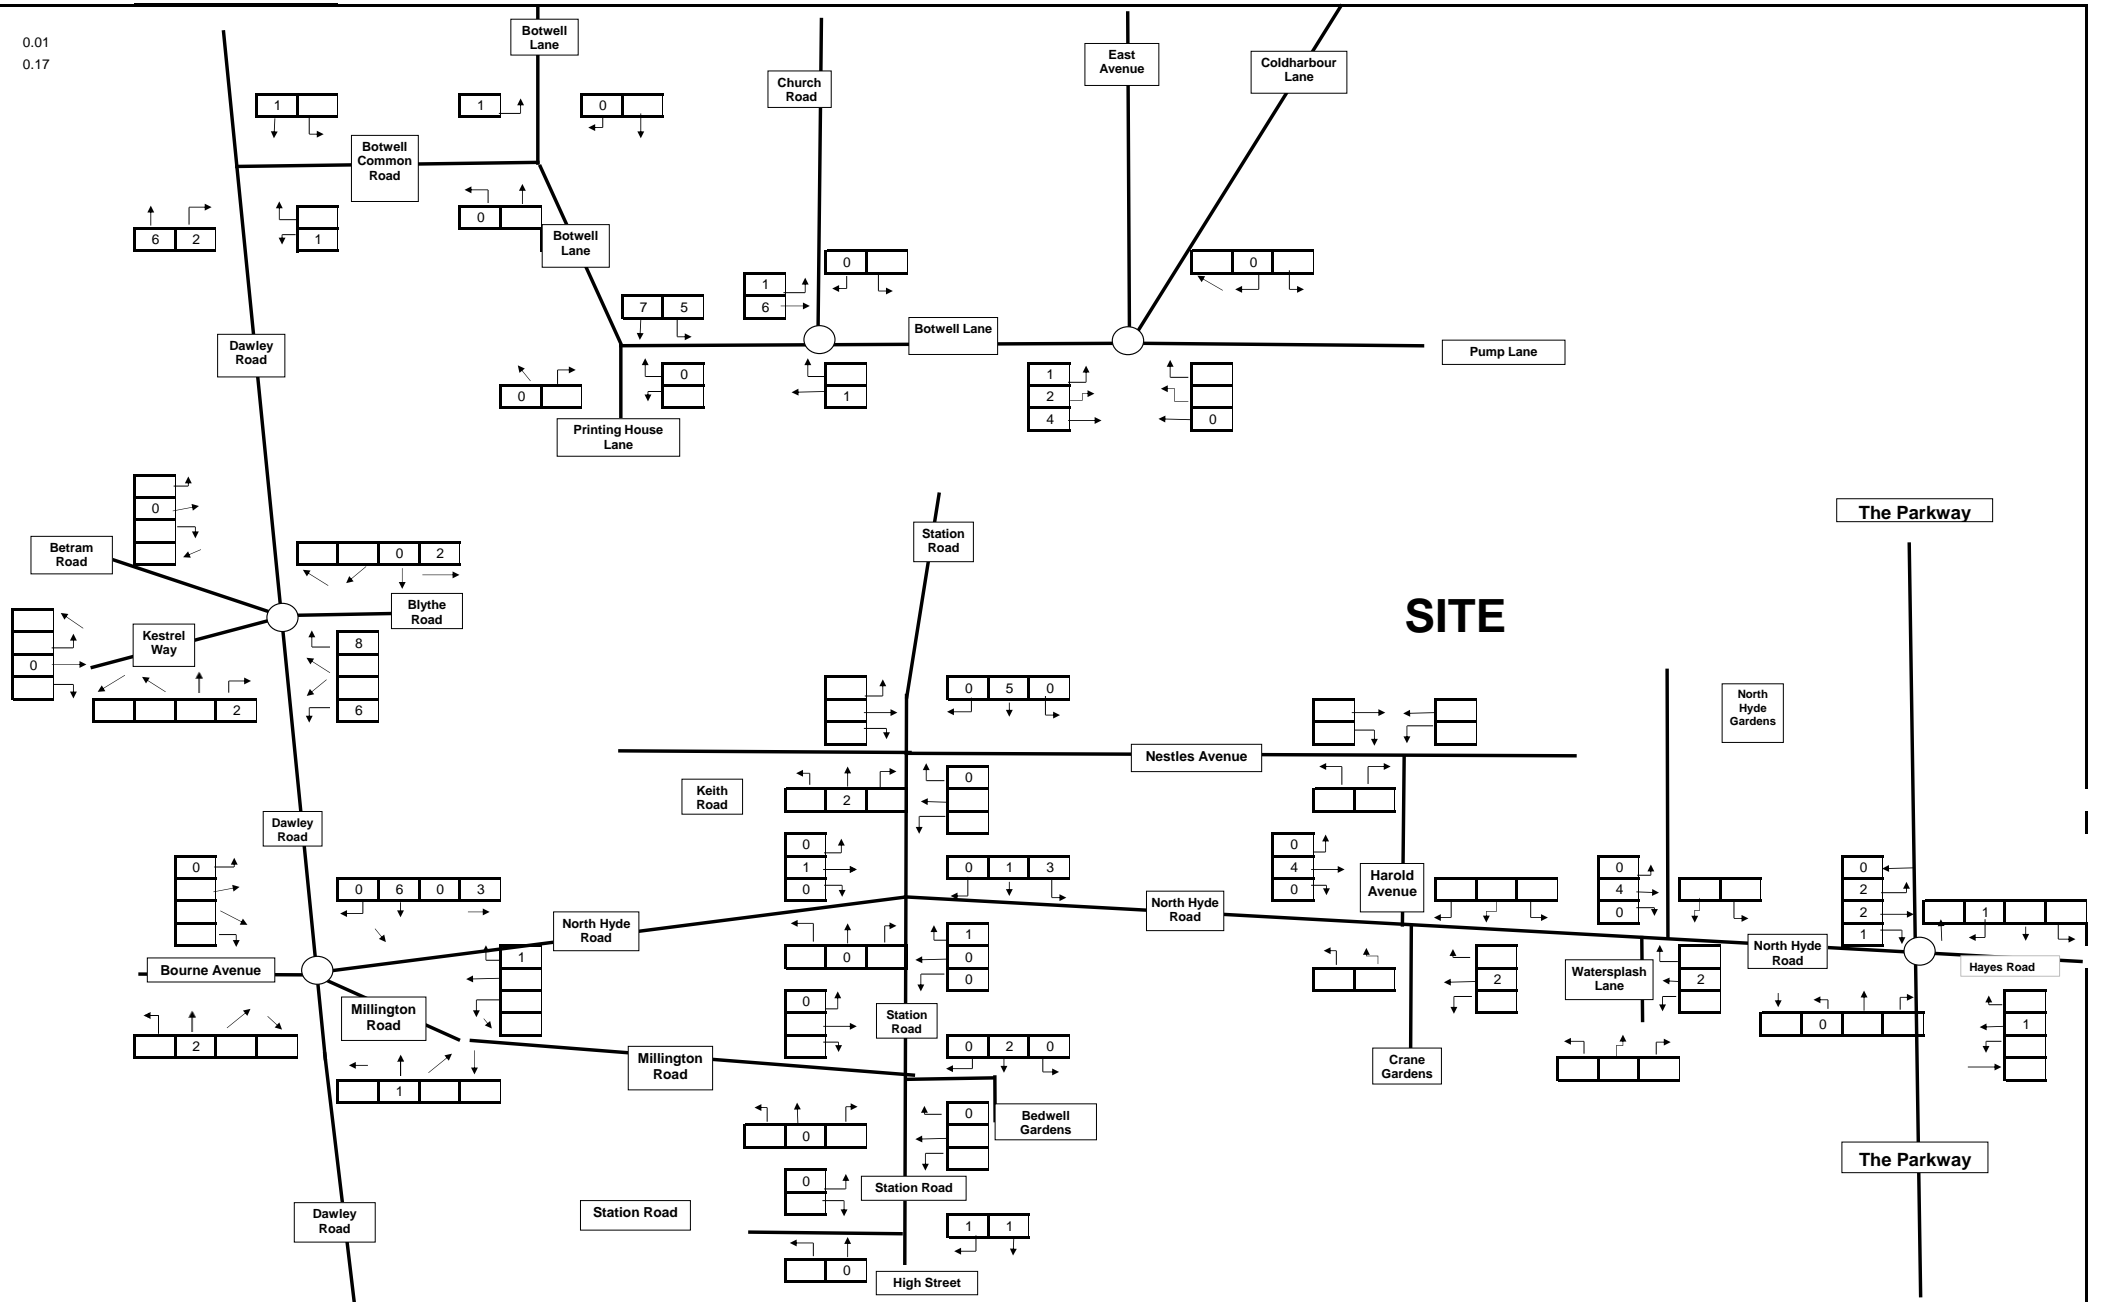 0.01
0.17
Botwell
Lane
Church
Road
East
Avenue
Coldharbour
Lane
1
1
0
Botwell
Common
Road
6 2
1
0
Botwell
Lane
0
0
1
6
7 5
Botwell Lane
Dawley
Road
Pump Lane
0
0
1
1
2
4
0
Printing House
Lane
0
Betram
Road
0 2
Blythe
Road
Station
Road
The Parkway
SITE
Kestrel
Way
0
8
6
2
0 5 0
North
Hyde
Gardens
Nestles Avenue
Keith
Road
2
0
Dawley
Road
0
1
0
0 1 3
0
4
0
Harold
Avenue
0
4
0
0
2
2
1
1
0
0 6 0 3
North Hyde
Road
North Hyde
Road
North Hyde
Road
Hayes Road
Bourne Avenue
1
0
1
0
0
2
Watersplash
Lane
2
Millington
Road
0
Station
Road
0
1
2
1
Millington
Road
0 2 0
Crane
Gardens
0
0
Bedwell
Gardens
The Parkway
0
Station Road
Dawley
Road
Station Road
1 1
0
High Street